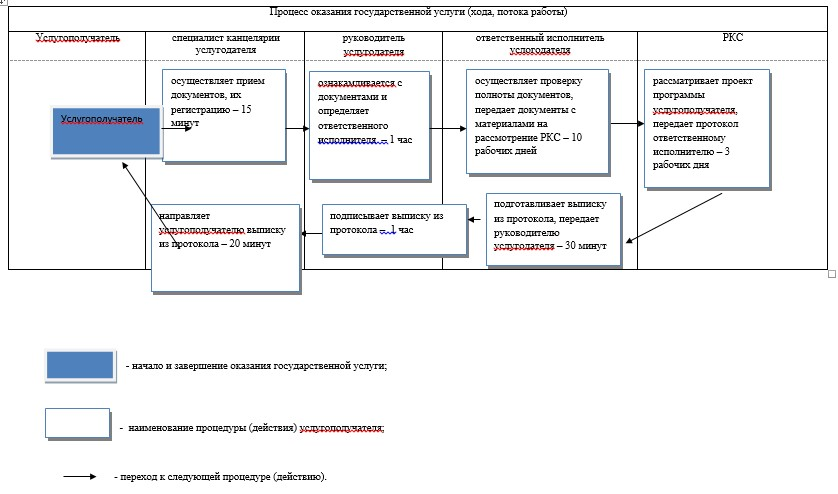 Процесс оказания государственной услуги (хода, потока работы)
Услугополучатель
специалист канцелярии
услугодателя
руководитель
услугодателя
ответственный исполнитель
услогодателя
РКС
Услугополучатель
осуществляет прием
документов, их
регистрацию – 15
минут
ознакамливается с
документами и
определяет
ответственного
исполнителя – 1 час
осуществляет проверку
полноты документов,
передает документы с
материалами на
рассмотрение РКС – 10
рабочих дней
рассматривает проект
программы
услугополучателя,
передает протокол
ответственному
исполнителю – 3
рабочих дня
направляет
услугополучателю выписку
из протокола – 20 минут
подписывает выписку из
протокола – 1 час
подготавливает выписку
из протокола, передает
руководителю
услугодателя – 30 минут
- начало и завершение оказания государственной услуги;
- наименование процедуры (действия) услугополучателя;
- переход к следующей процедуре (действию).